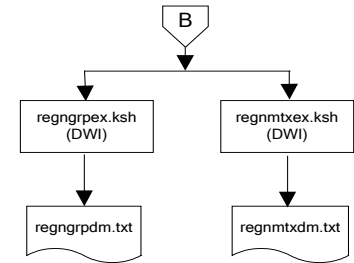 B
regngrpex.ksh
(DWI)
regnmtxex.ksh
(DWI)
regngrpdm.txt
regnmtxdm.txt